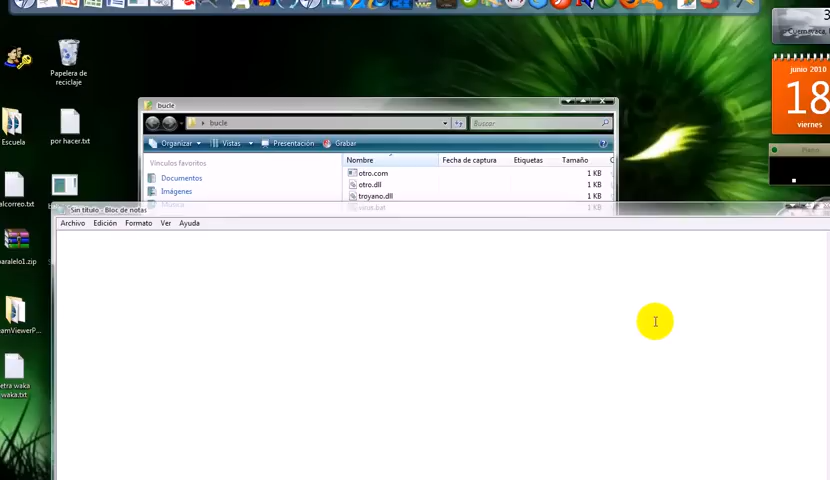 Cuernavaca,
Papelera de
reciclaje
junio 2010
18
viernes
bucle
bucle
Buscar
Escuela
por hacer.txt
Organizar
Vistas
Presentación
Grabar
Vínculos favoritos
Documentos
Imágenes
Música
Nombre
Fecha de captura
Etiquetas
Tamaño
otro.com
1 KB
otro.dll
1 KB
troyano.dll
1 KB
virus.bat
1 KB
alcorreo.txt
Sin título - Bloc de notas
Archivo
Edición
Formato
Ver
Ayuda
paralelo1.zip
eamViewerP...
etra waka
waka.txt